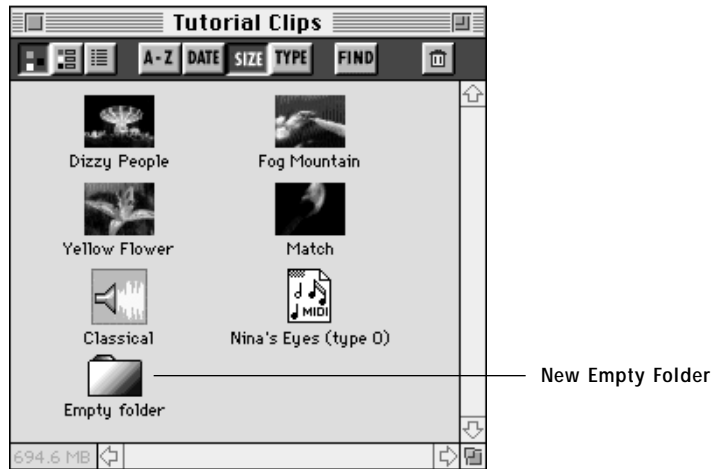 Tutorial Clips
A-Z DATE SIZE TYPE FIND
Dizzy People Fog Mountain
Yellow Flower Match
MIDI
Classical Nina's Eyes (type 0)
New Empty Folder
Empty folder
694.6 MB